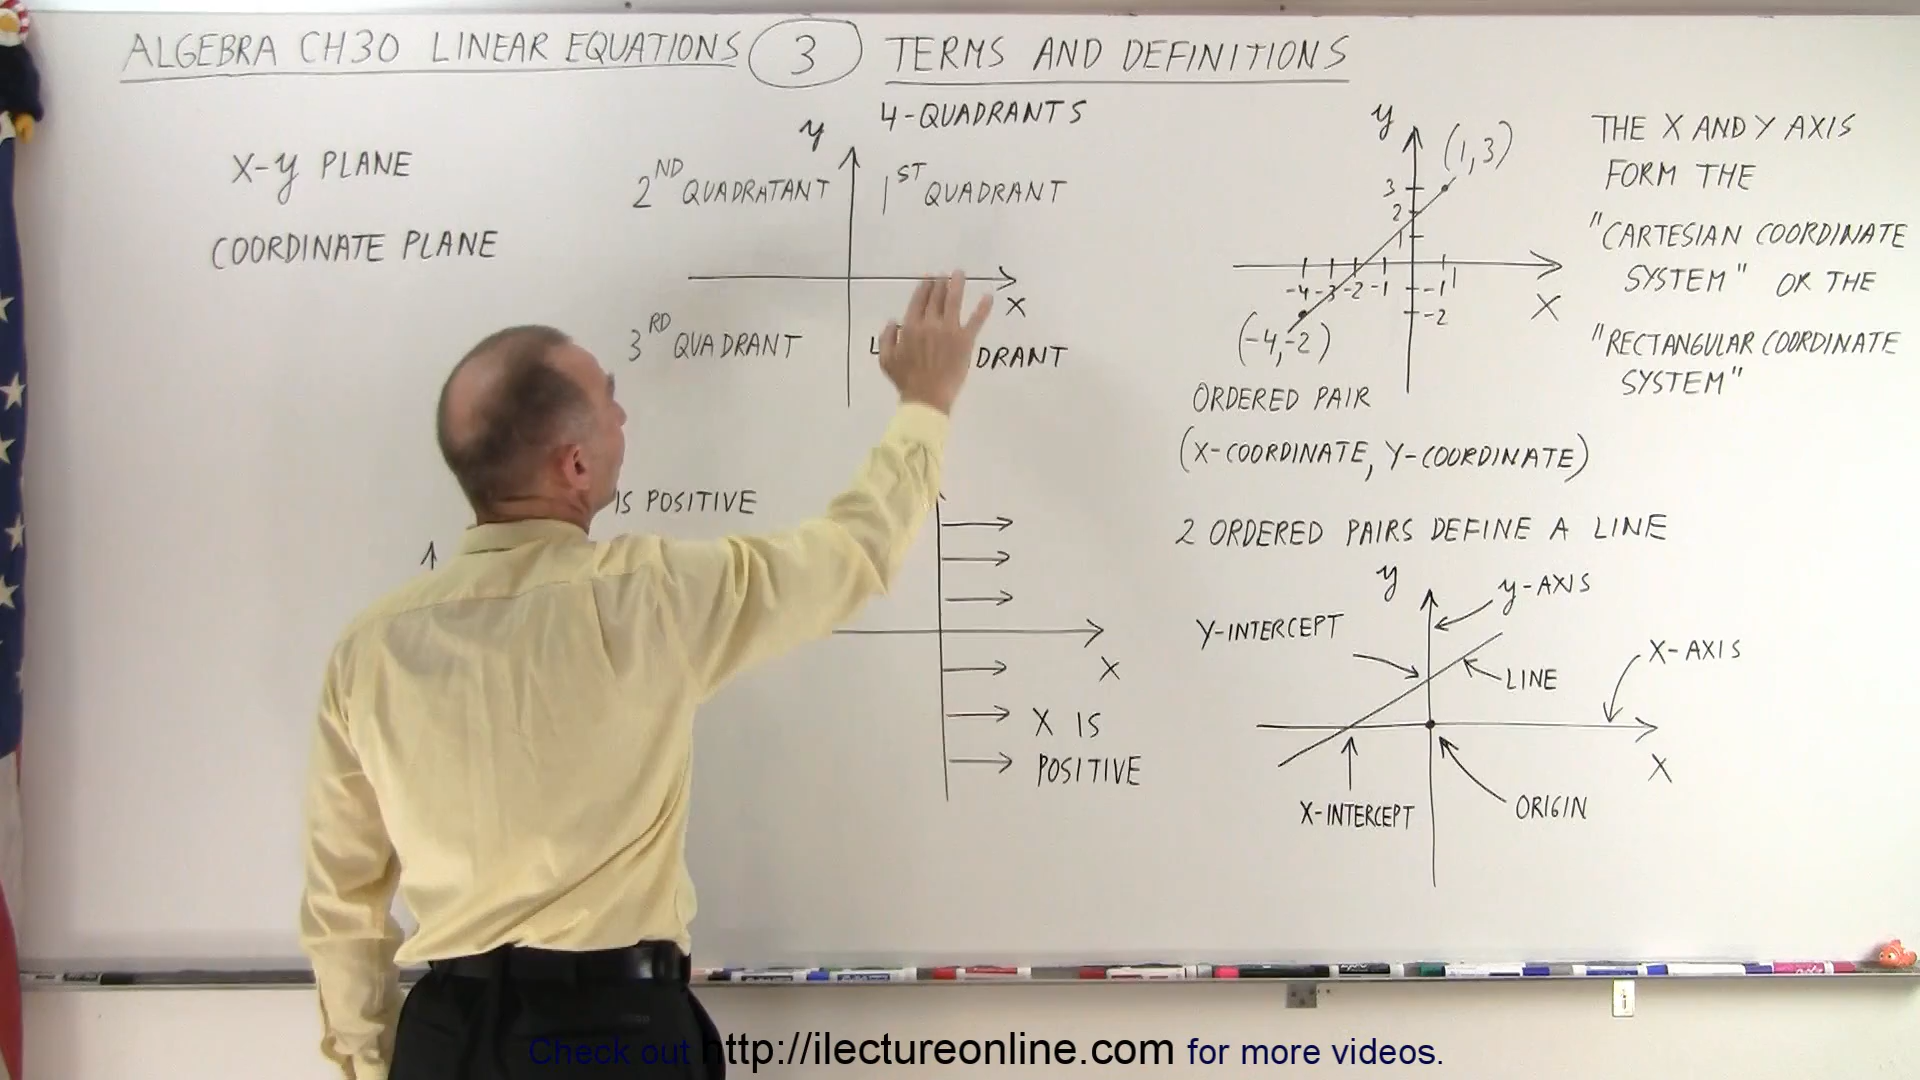 ALGEBRA CH30 LINEAR EQUATIONS 3 TERMS AND DEFINITIONS
X-y PLANE
COORDINATE PLANE
4-QUADRANTS
y
2ND QUADRATANT
1ST QUADRANT
X
3RD QUADRANT
DRANT
IS POSITIVE
X
X IS
POSITIVE
y
(1,3)
3
2
1
-4 -3 -2 -1
-1 1
-2
X
(-4,-2)
THE X AND Y AXIS
FORM THE
"CARTESIAN COORDINATE
SYSTEM" OR THE
"RECTANGULAR COORDINATE
SYSTEM"
ORDERED PAIR
(X-COORDINATE, Y-COORDINATE)
2 ORDERED PAIRS DEFINE A LINE
y
y-AXIS
Y-INTERCEPT
X-AXIS
LINE
X
X-INTERCEPT
ORIGIN
Check out http://ilectureonline.com for more videos.